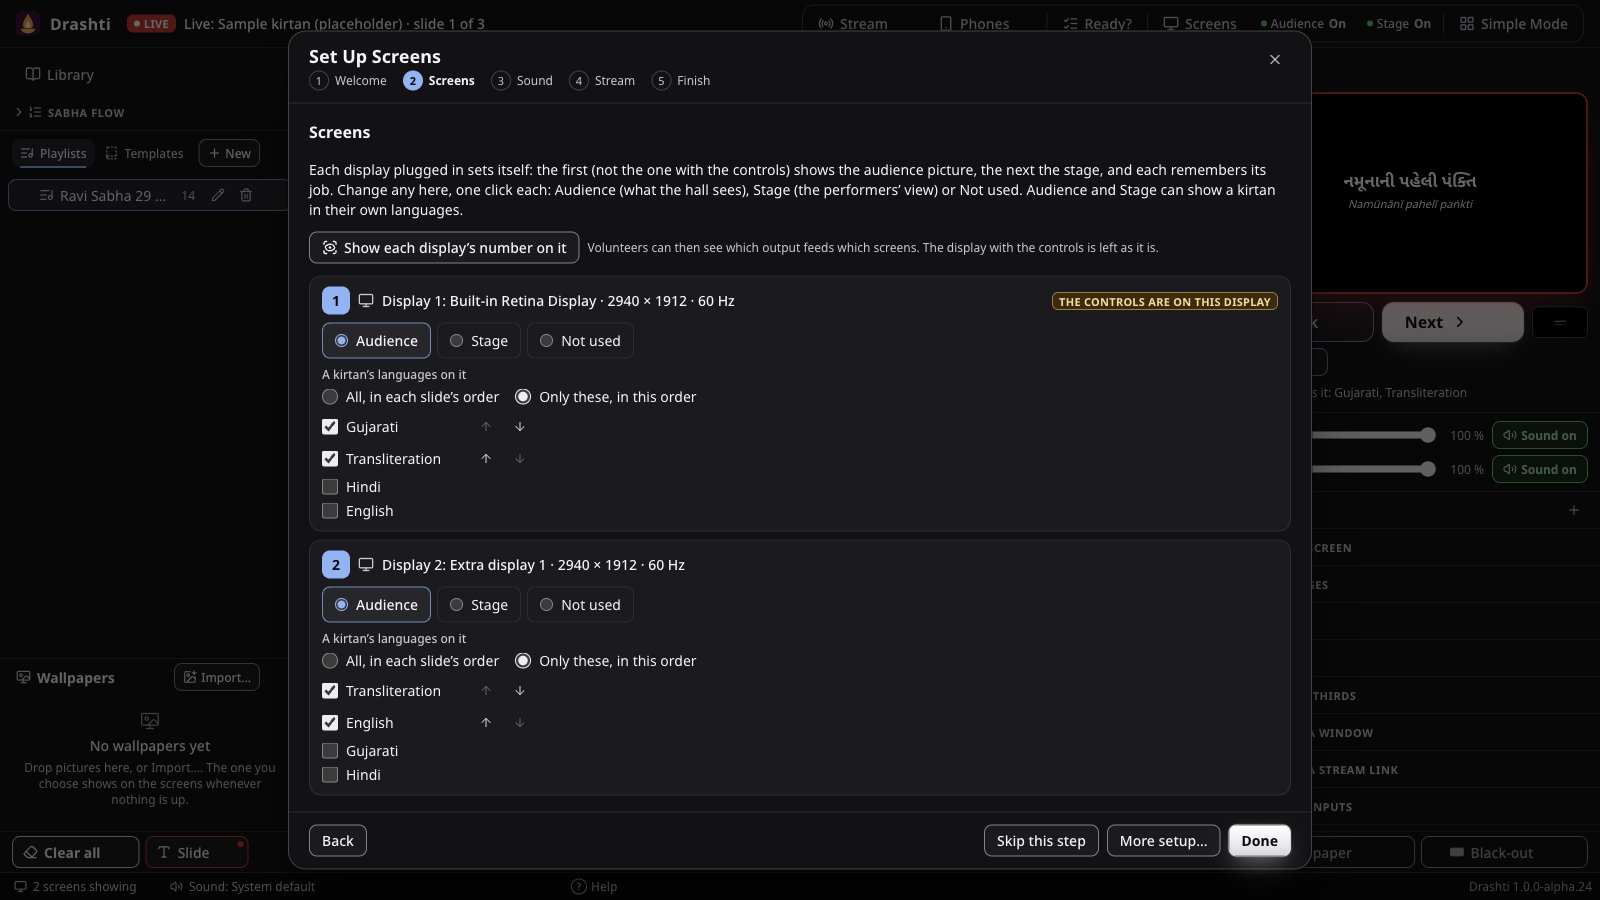 Drashti
LIVE
Live: Sample kirtan (placeholder) · slide 1 of 3
Stream
Phones
Ready?
Screens
Audience On
Stage On
Simple Mode
Library
SABHA FLOW
Playlists
Templates
New
Ravi Sabha 29 ...
14
Set Up Screens
1 Welcome
2 Screens
3 Sound
4 Stream
5 Finish
Screens
Each display plugged in sets itself: the first (not the one with the controls) shows the audience picture, the next the stage, and each remembers its
job. Change any here, one click each: Audience (what the hall sees), Stage (the performers’ view) or Not used. Audience and Stage can show a kirtan
in their own languages.
Show each display’s number on it
Volunteers can then see which output feeds which screens. The display with the controls is left as it is.
1
Display 1: Built-in Retina Display · 2940 × 1912 · 60 Hz
THE CONTROLS ARE ON THIS DISPLAY
Audience
Stage
Not used
A kirtan’s languages on it
All, in each slide’s order
Only these, in this order
Gujarati
Transliteration
Hindi
English
2
Display 2: Extra display 1 · 2940 × 1912 · 60 Hz
Audience
Stage
Not used
A kirtan’s languages on it
All, in each slide’s order
Only these, in this order
Transliteration
English
Gujarati
Hindi
Back
Skip this step
More setup...
Done
નમૂનાની પહેલી પંક્તિ
Namūnānī pahelī paṅkti
Next
s it: Gujarati, Transliteration
100 %
Sound on
100 %
Sound on
CREEN
THIRDS
WINDOW
STREAM LINK
NPUTS
Wallpapers
Import...
No wallpapers yet
Drop pictures here, or Import.... The one you
choose shows on the screens whenever
nothing is up.
Clear all
Slide
paper
Black-out
2 screens showing
Sound: System default
Help
Drashti 1.0.0-alpha.24